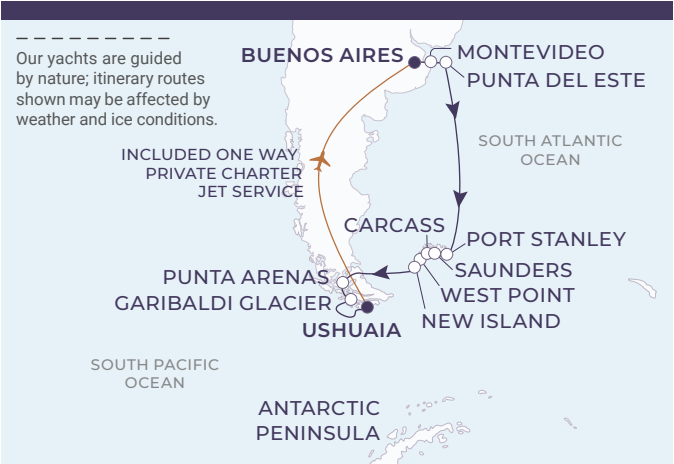 Our yachts are guided
by nature; itinerary routes
shown may be affected by
weather and ice conditions.
BUENOS AIRES
MONTEVIDEO
PUNTA DEL ESTE
SOUTH ATLANTIC
OCEAN
INCLUDED ONE WAY
PRIVATE CHARTER
JET SERVICE
CARCASS
PORT STANLEY
SAUNDERS
WEST POINT
NEW ISLAND
PUNTA ARENAS
GARIBALDI GLACIER
USHUAIA
SOUTH PACIFIC
OCEAN
ANTARCTIC
PENINSULA